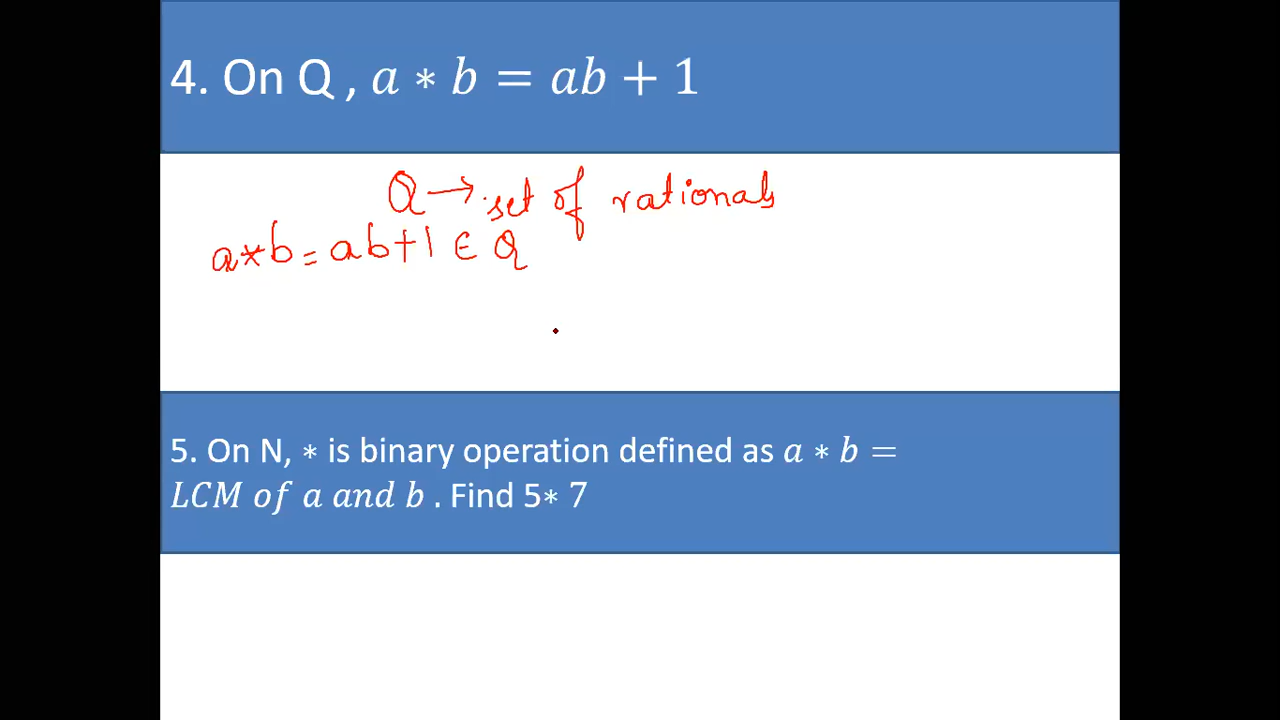 4. On Q , a ∗ b = ab + 1
Q → set of rationals
a*b = ab+1 ∈ Q
5. On N, ∗ is binary operation defined as a ∗ b =
LCM of a and b . Find 5∗ 7